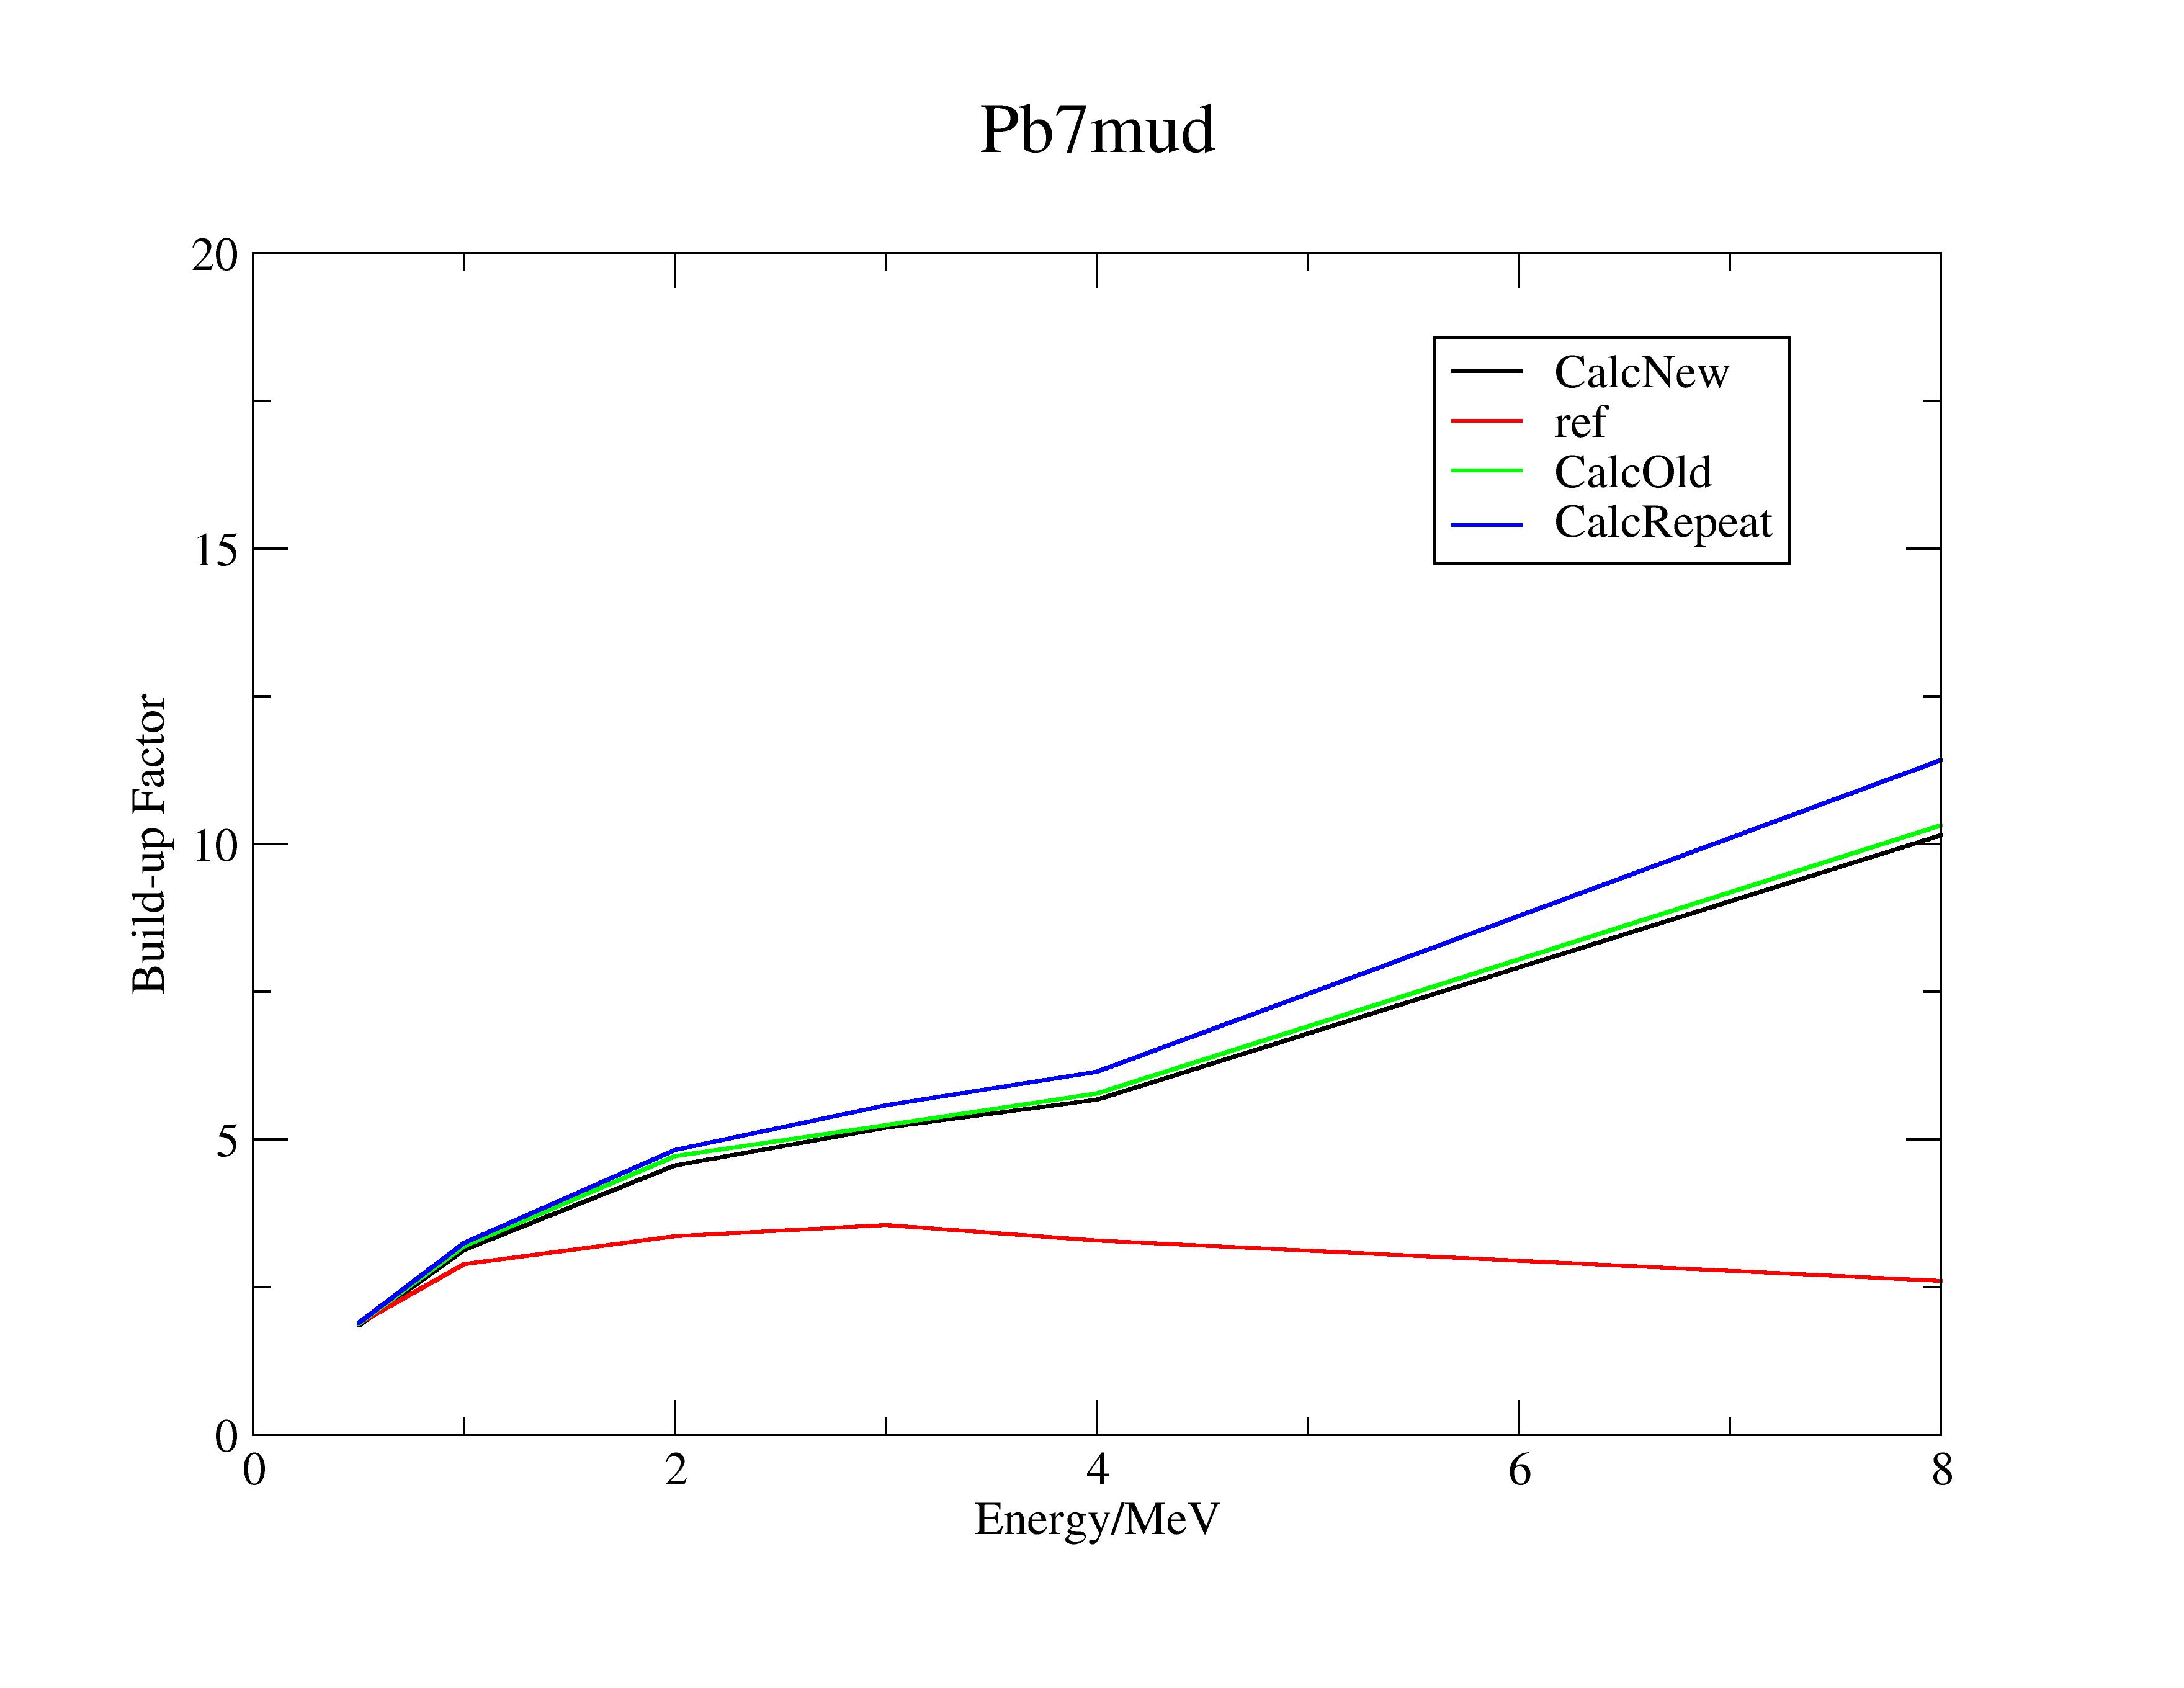 Pb7mud
20
15
10
5
0
Build-up Factor
CalcNew
ref
CalcOld
CalcRepeat
0 2 4 6 8
Energy/MeV